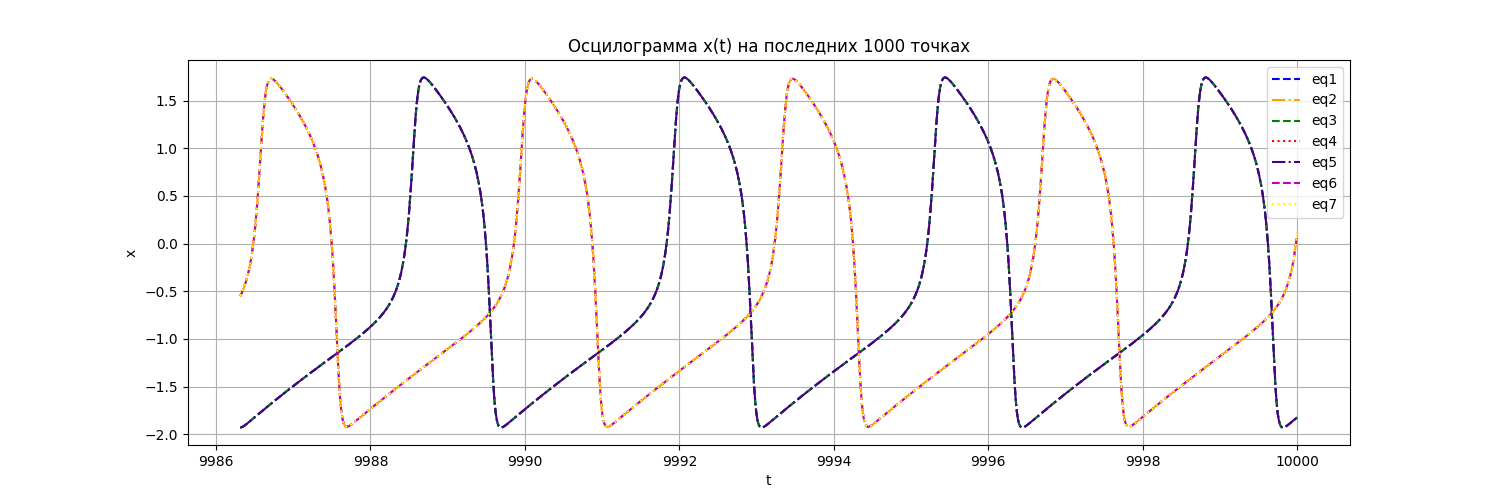 Осцилограмма x(t) на последних 1000 точках
x
1.5
1.0
0.5
0.0
−0.5
−1.0
−1.5
−2.0
eq1
eq2
eq3
eq4
eq5
eq6
eq7
9986
9988
9990
9992
9994
9996
9998
10000
t